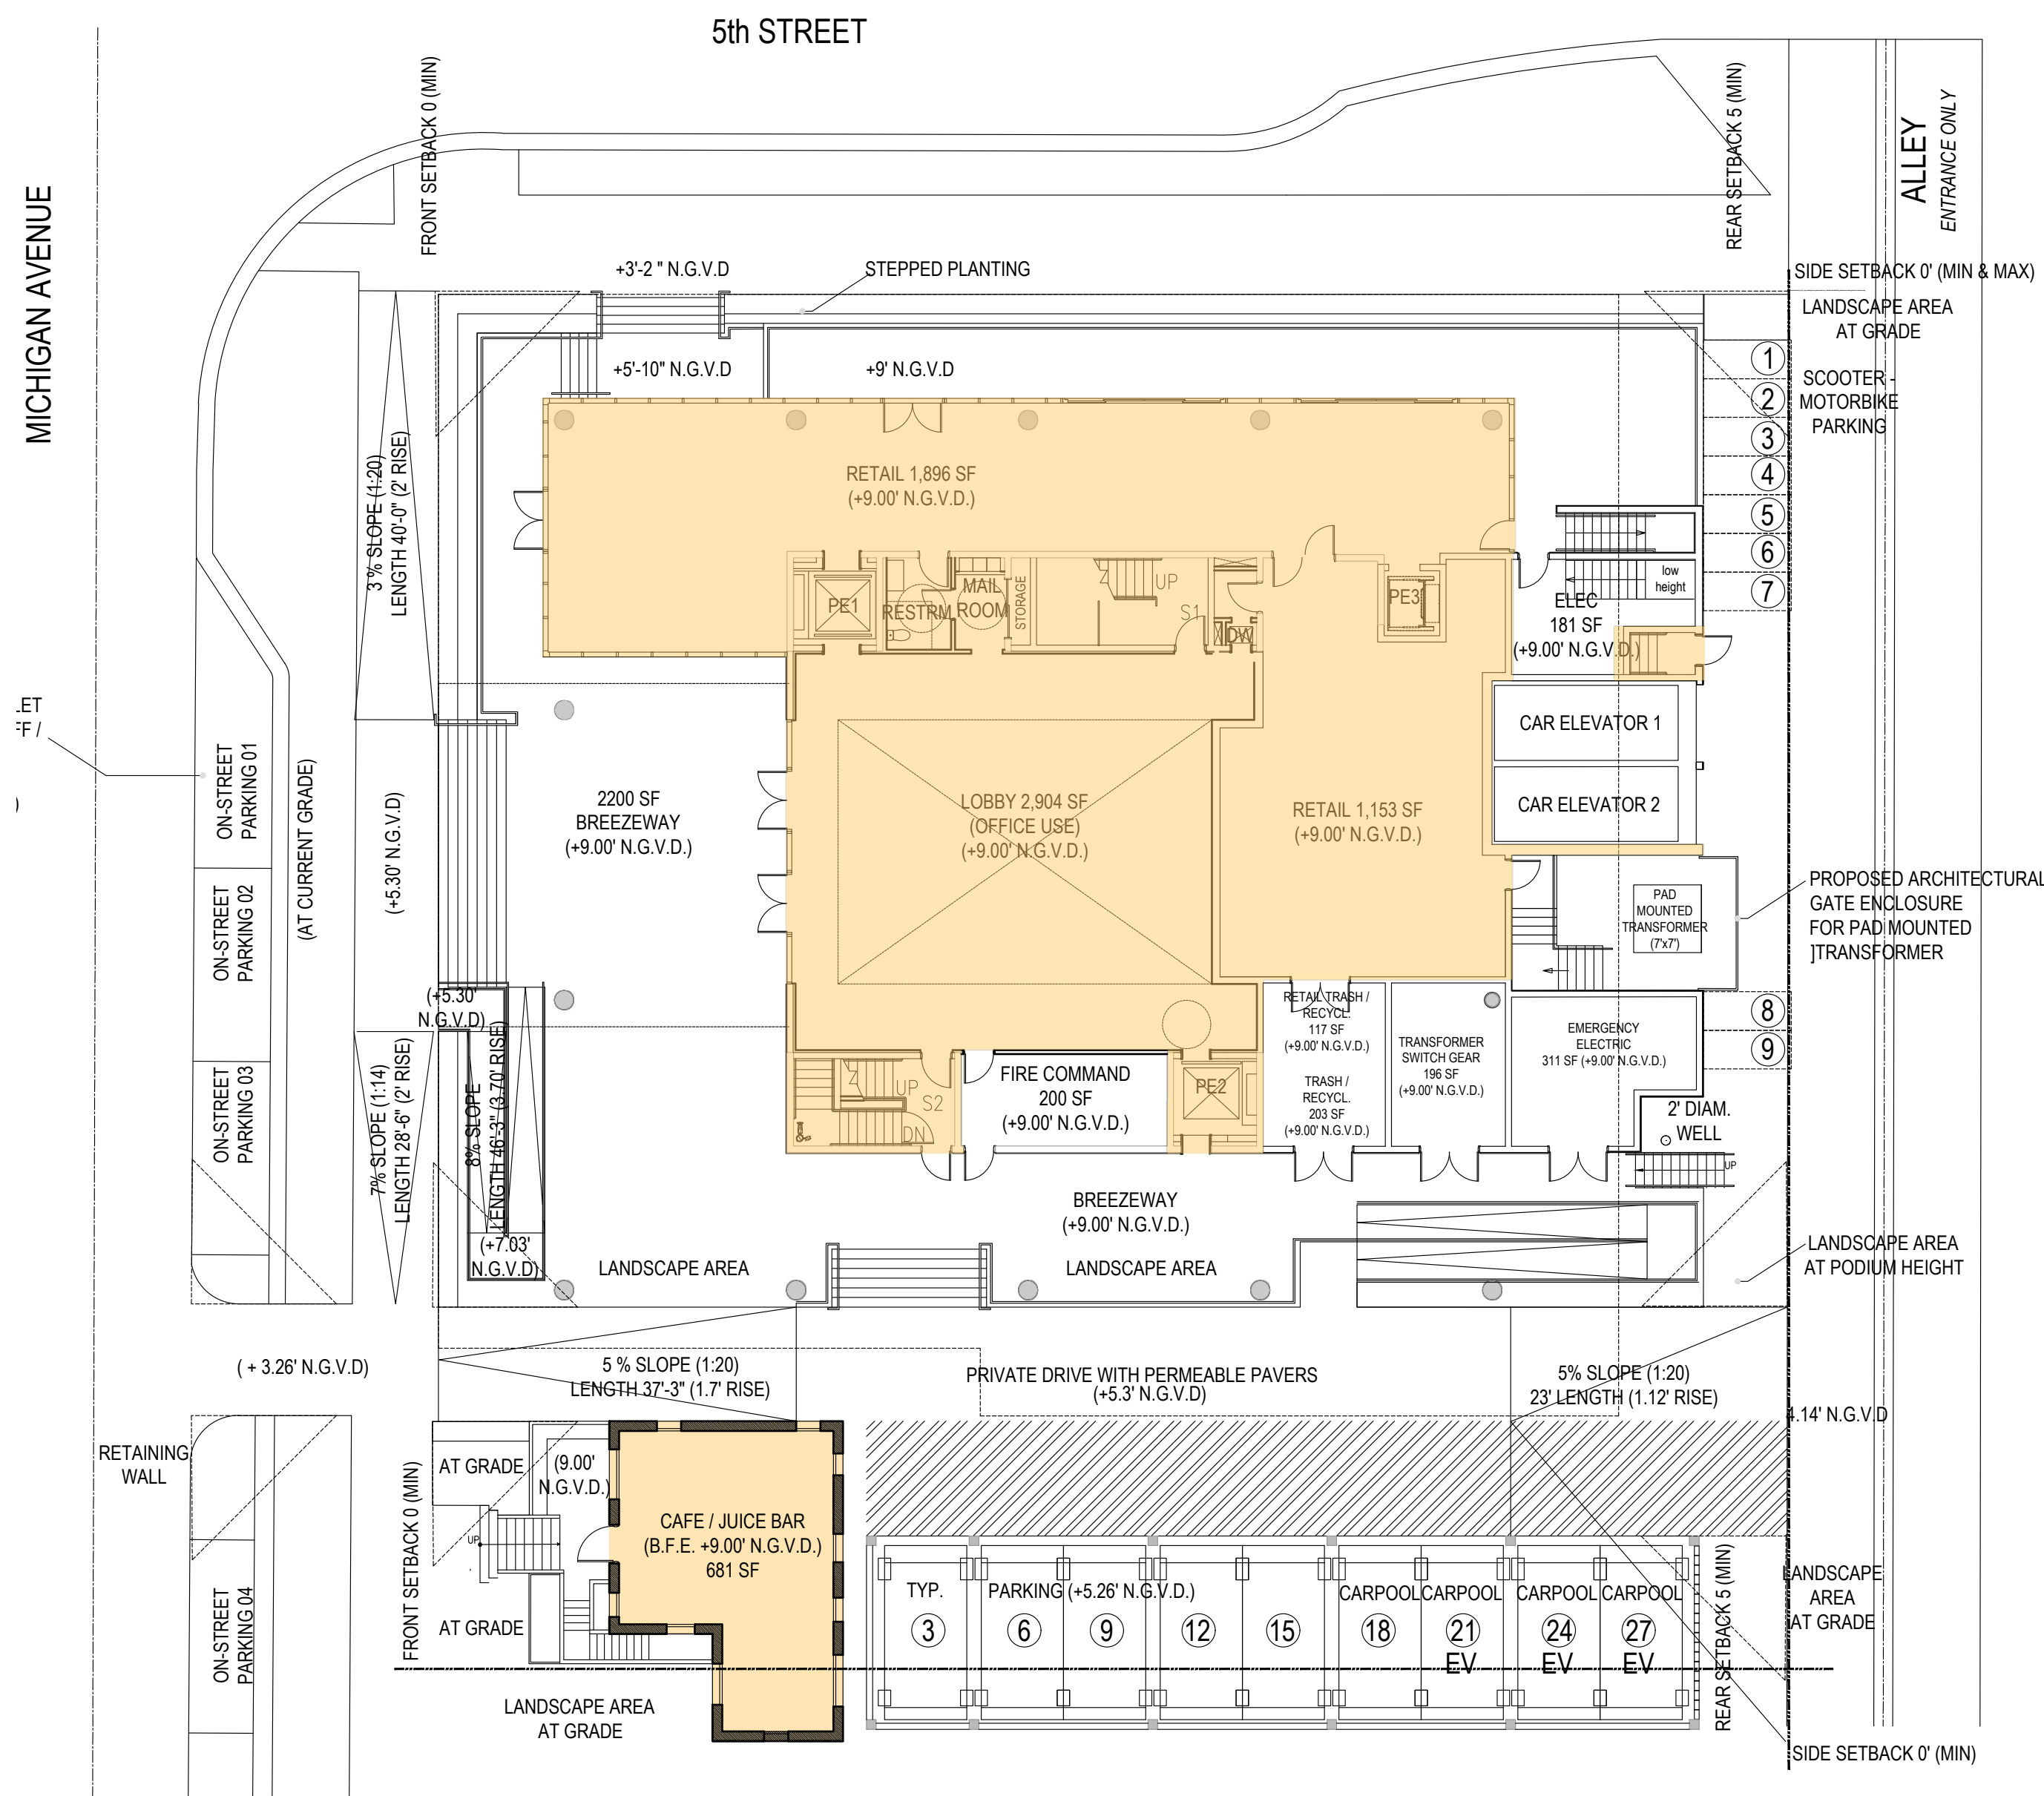 5th STREET
MICHIGAN AVENUE
FRONT SETBACK 0 (MIN)
REAR SETBACK 5 (MIN)
ALLEY
ENTRANCE ONLY
+3'-2 " N.G.V.D
STEPPED PLANTING
SIDE SETBACK 0' (MIN & MAX)
LANDSCAPE AREA
AT GRADE
+5'-10" N.G.V.D
+9' N.G.V.D
1
2
3
4
5
6
7
SCOOTER -
MOTORBIKE
PARKING
3 % SLOPE (1:20)
LENGTH 40'-0" (2' RISE)
RETAIL 1,896 SF
(+9.00' N.G.V.D.)
PE1
RESTRM
MAIL
ROOM
STORAGE
UP
S1
DW
PE3
low
height
ELEC
181 SF
(+9.00' N.G.V.D.)
CAR ELEVATOR 1
CAR ELEVATOR 2
LET
FF /
)
ON-STREET
PARKING 01
ON-STREET
PARKING 02
ON-STREET
PARKING 03
(AT CURRENT GRADE)
(+5.30' N.G.V.D)
2200 SF
BREEZEWAY
(+9.00' N.G.V.D.)
LOBBY 2,904 SF
(OFFICE USE)
(+9.00' N.G.V.D.)
RETAIL 1,153 SF
(+9.00' N.G.V.D.)
PAD
MOUNTED
TRANSFORMER
(7'x7')
PROPOSED ARCHITECTURAL
GATE ENCLOSURE
FOR PAD MOUNTED
]TRANSFORMER
8
9
(+5.30'
N.G.V.D)
7% SLOPE (1:14)
LENGTH 28'-6" (2' RISE)
8% SLOPE
LENGTH 46'-3" (3.70' RISE)
(+7.03'
N.G.V.D)
UP
S2
DN
FIRE COMMAND
200 SF
(+9.00' N.G.V.D.)
PE2
RETAIL TRASH /
RECYCL.
117 SF
(+9.00' N.G.V.D.)
TRASH /
RECYCL.
203 SF
(+9.00' N.G.V.D.)
TRANSFORMER
SWITCH GEAR
196 SF
(+9.00' N.G.V.D.)
EMERGENCY
ELECTRIC
311 SF (+9.00' N.G.V.D.)
2' DIAM.
WELL
UP
BREEZEWAY
(+9.00' N.G.V.D.)
LANDSCAPE AREA
LANDSCAPE AREA
LANDSCAPE AREA
AT PODIUM HEIGHT
( + 3.26' N.G.V.D)
5 % SLOPE (1:20)
LENGTH 37'-3" (1.7' RISE)
PRIVATE DRIVE WITH PERMEABLE PAVERS
(+5.3' N.G.V.D)
5% SLOPE (1:20)
23' LENGTH (1.12' RISE)
4.14' N.G.V.D
RETAINING
WALL
AT GRADE
(9.00'
N.G.V.D.)
UP
FRONT SETBACK 0 (MIN)
AT GRADE
CAFE / JUICE BAR
(B.F.E. +9.00' N.G.V.D.)
681 SF
ON-STREET
PARKING 04
LANDSCAPE AREA
AT GRADE
TYP.
PARKING (+5.26' N.G.V.D.)
CARPOOL
CARPOOL
CARPOOL
CARPOOL
3
6
9
12
15
18
21
24
27
EV
EV
EV
REAR SETBACK 5 (MIN)
LANDSCAPE
AREA
AT GRADE
SIDE SETBACK 0' (MIN)